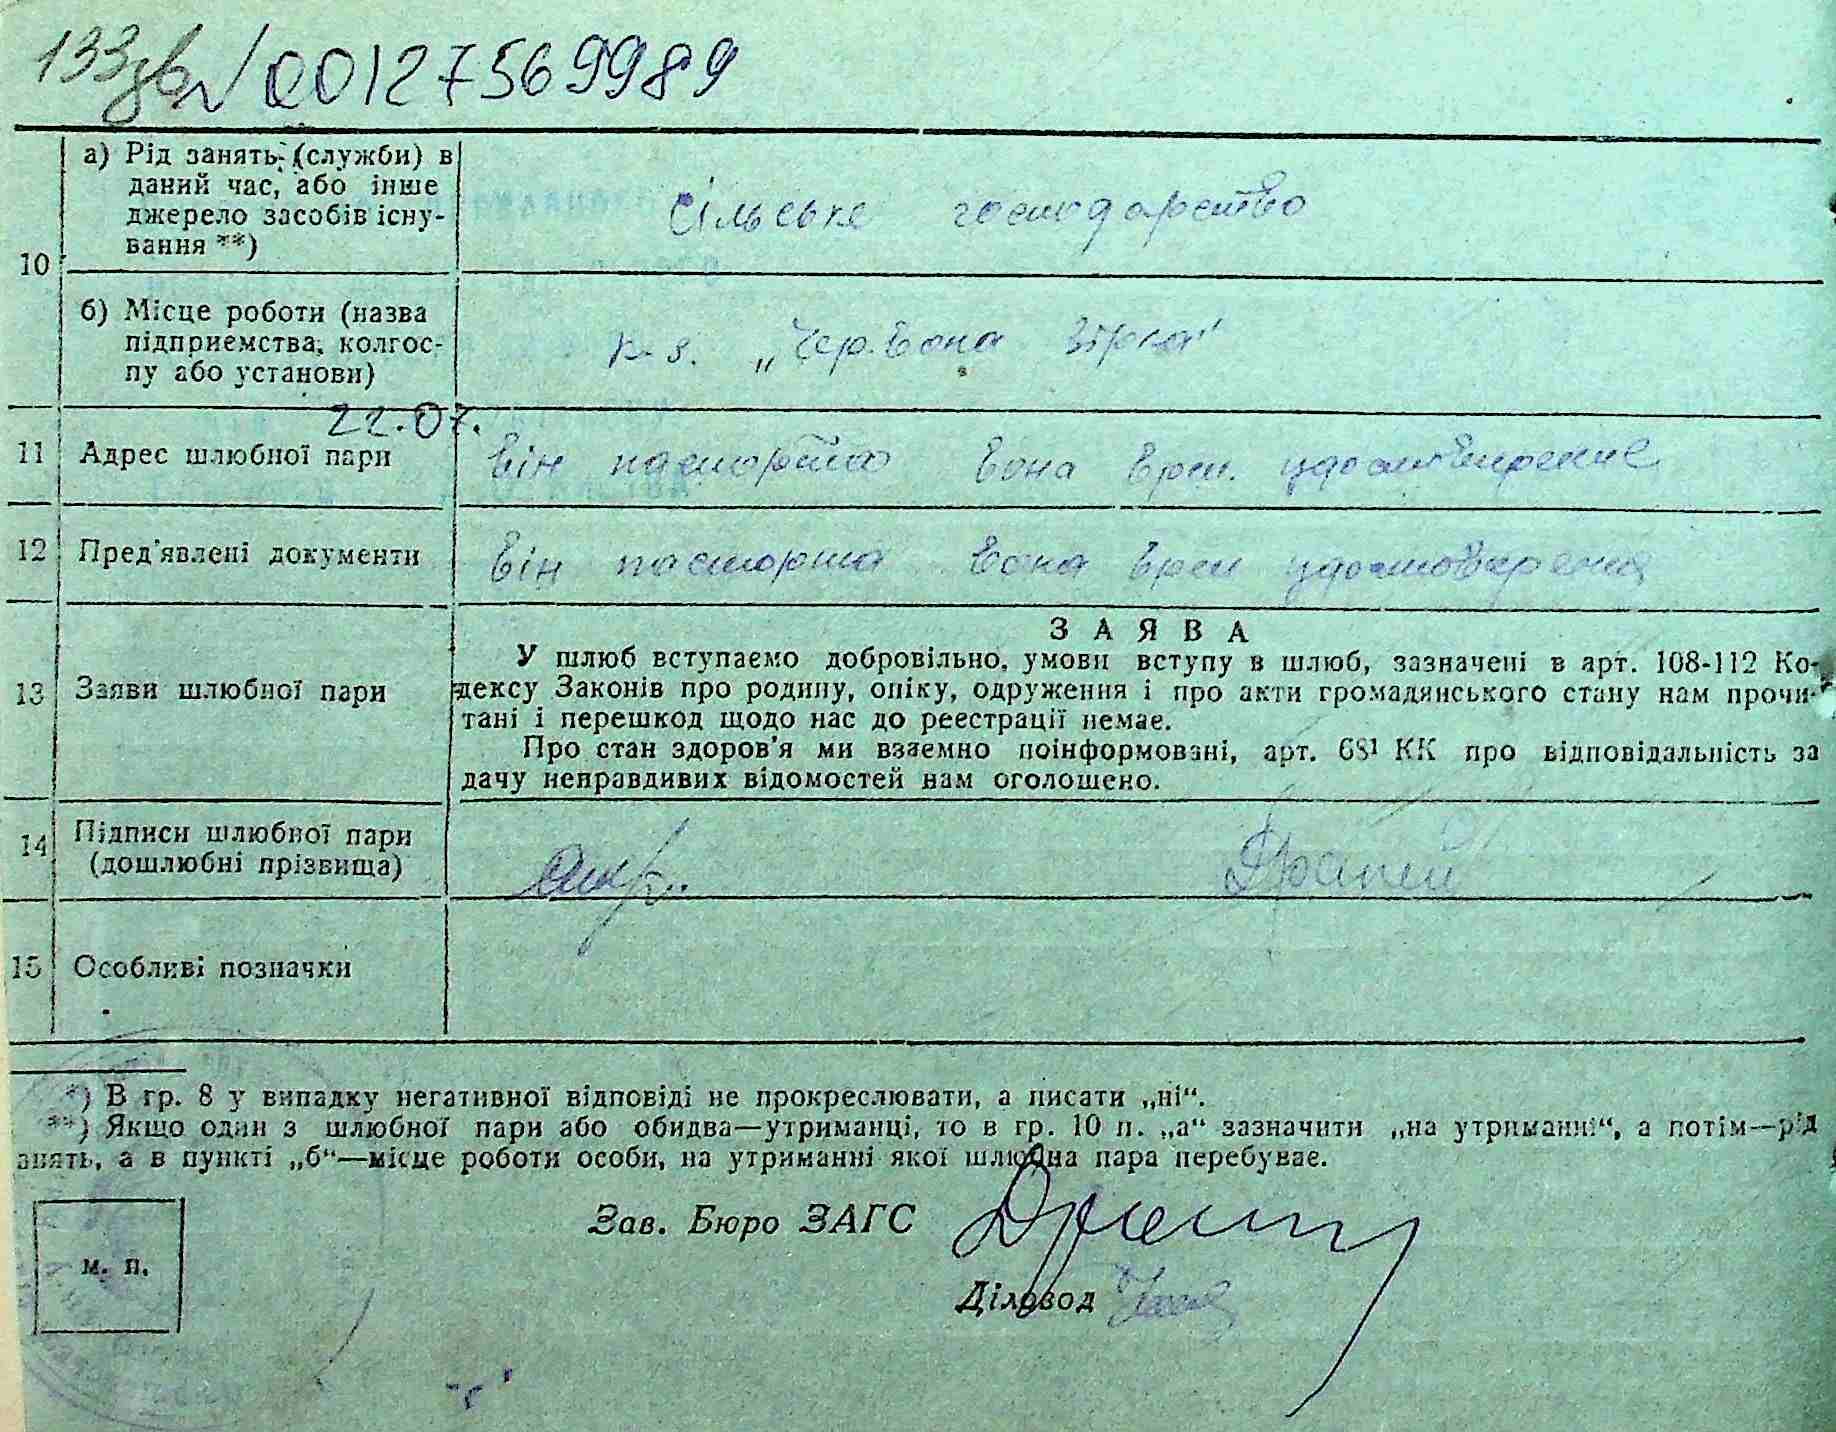 133 зв / 00127569989
10
а) Рід занять (служби) в
даний час, або інше
джерело засобів існу-
вання **)
Сільське господарство
б) Місце роботи (назва
підприємства, колгос-
пу або установи)
к-з. „Червона зірка"
22.07.
11 Адрес шлюбної пари
Він паспорта Вона Врем. удостоверение
12 Пред'явлені документи
Він паспорта Вона Врем удостоверения
13 Заяви шлюбної пари
ЗАЯВА
У шлюб вступаємо добровільно, умови вступу в шлюб, зазначені в арт. 108-112 Ко-
дексу Законів про родину, опіку, одруження і про акти громадянського стану нам прочи-
тані і перешкод щодо нас до реєстрації немає.
Про стан здоров'я ми взаємно поінформовані, арт. 68¹ КК про відповідальність за
дачу неправдивих відомостей нам оголошено.
14 Підписи шлюбної пари
(дошлюбні прізвища)
15 Особливі позначки
*) В гр. 8 у випадку негативної відповіді не прокреслювати, а писати „ні“.
**) Якщо один з шлюбної пари або обидва—утриманці, то в гр. 10 п. „а“ зазначити „на утриманні“, а потім—рід
анять, а в пункті „б“—місце роботи особи, на утриманні якої шлюбна пара перебуває.
Зав. Бюро ЗАГС
м. п.
Діловод